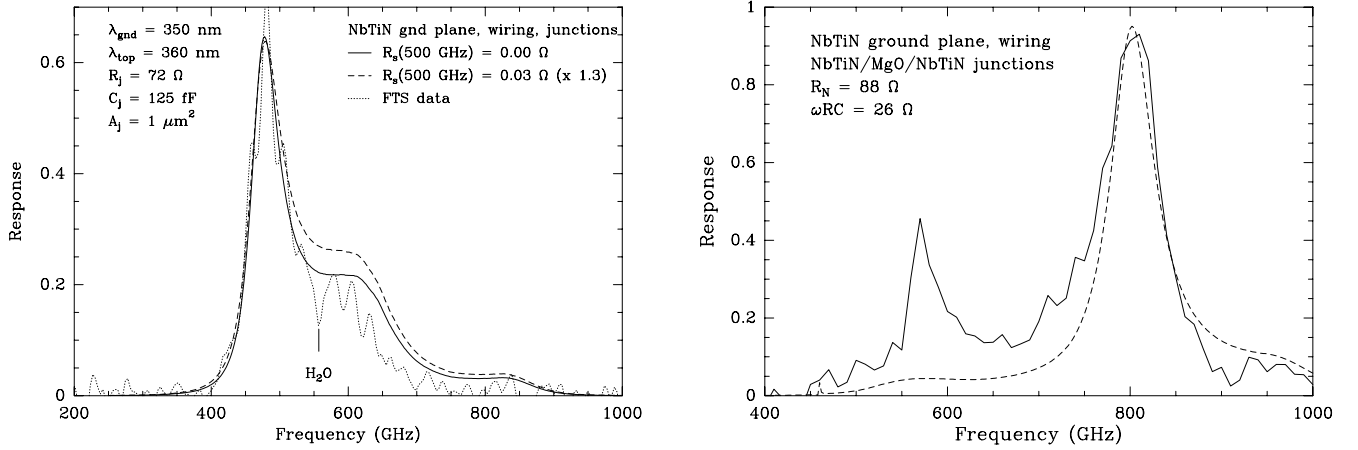 λgnd = 350 nm
λtop = 360 nm
Rj = 72 Ω
Cj = 125 fF
Aj = 1 μm²
NbTiN gnd plane, wiring, junctions
Rs(500 GHz) = 0.00 Ω
Rs(500 GHz) = 0.03 Ω (x 1.3)
FTS data
H₂O
0.6
0.4
0.2
0
Response
200
400
600
800
1000
Frequency (GHz)
NbTiN ground plane, wiring
NbTiN/MgO/NbTiN junctions
RN = 88 Ω
ωRC = 26 Ω
1
0.8
0.6
0.4
0.2
0
Response
400
600
800
1000
Frequency (GHz)